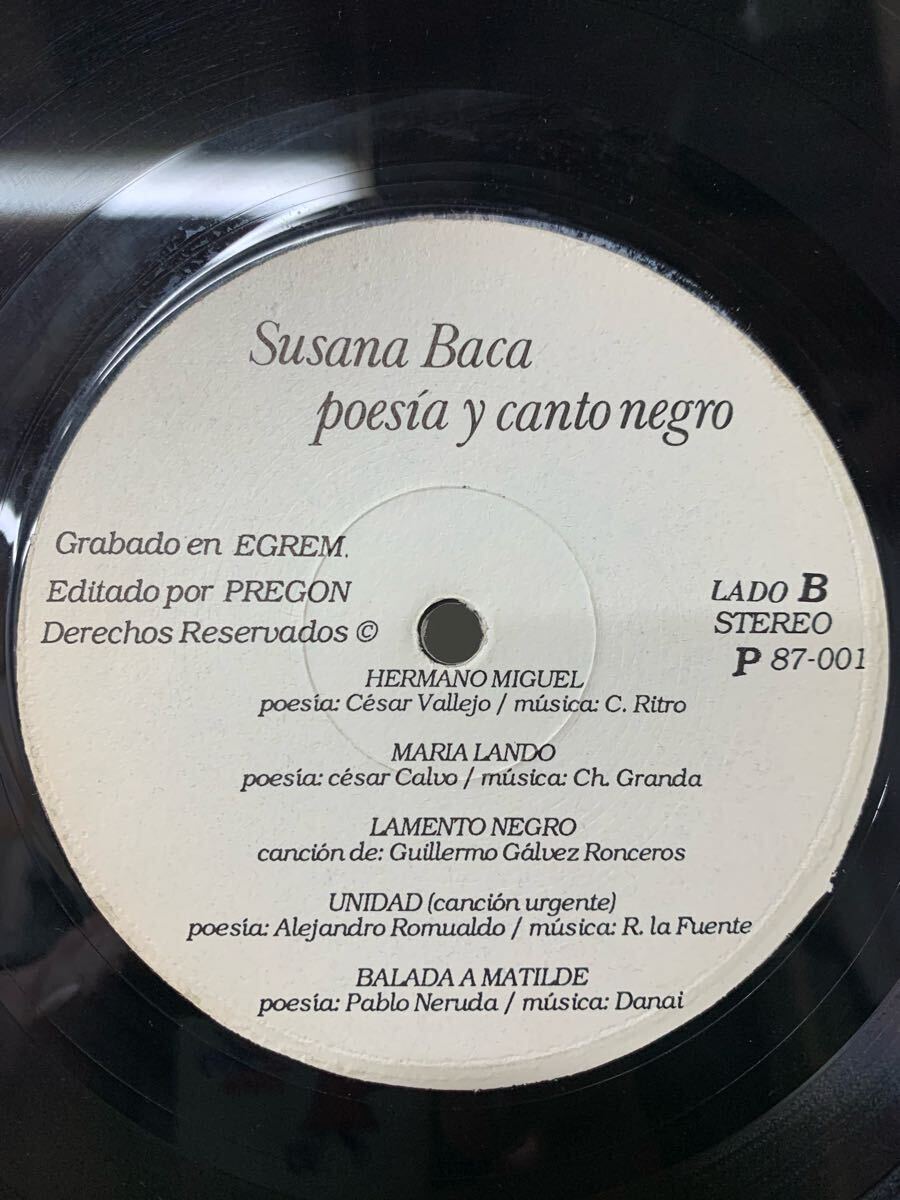 Susana Baca
poesía y canto negro
Grabado en EGREM.
Editado por PREGON
Derechos Reservados ©
LADO B
STEREO
P 87-001
HERMANO MIGUEL
poesía: César Vallejo / música: C. Ritro
MARIA LANDO
poesía: césar Calvo / música: Ch. Granda
LAMENTO NEGRO
canción de: Guillermo Gálvez Ronceros
UNIDAD (canción urgente)
poesía: Alejandro Romualdo / música: R. la Fuente
BALADA A MATILDE
poesía: Pablo Neruda / música: Danai